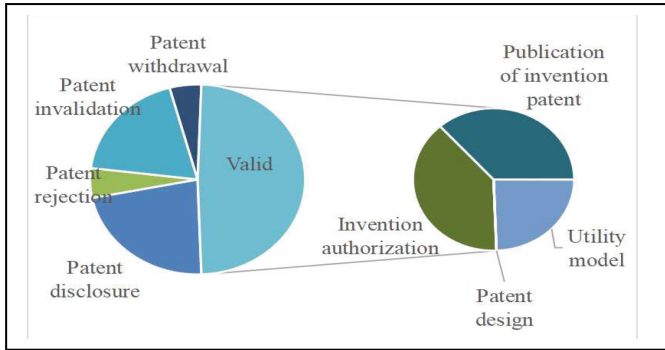 Patent
withdrawal
Patent
invalidation
Patent
rejection
Patent
disclosure
Valid
Publication
of invention
patent
Invention
authorization
Patent
design
Utility
model